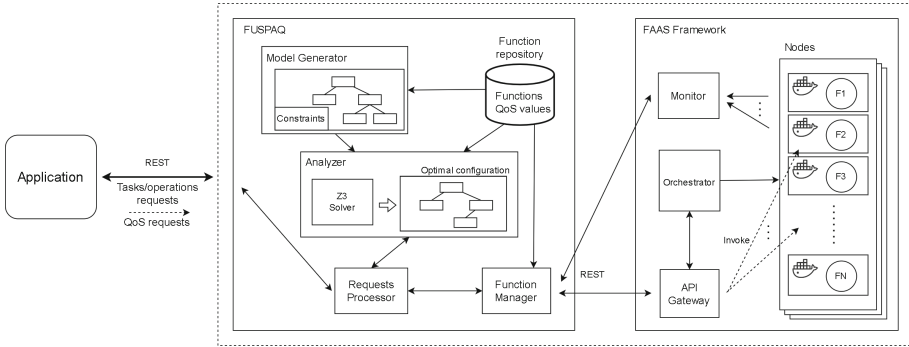 FUSPAQ
FAAS Framework
Model Generator
Constraints
Function
repository
Functions
QoS values
Nodes
Monitor
F1
F2
F3
FN
Application
REST
Tasks/operations
requests
QoS requests
Analyzer
Z3
Solver
Optimal configuration
Orchestrator
Invoke
Requests
Processor
Function
Manager
REST
API
Gateway